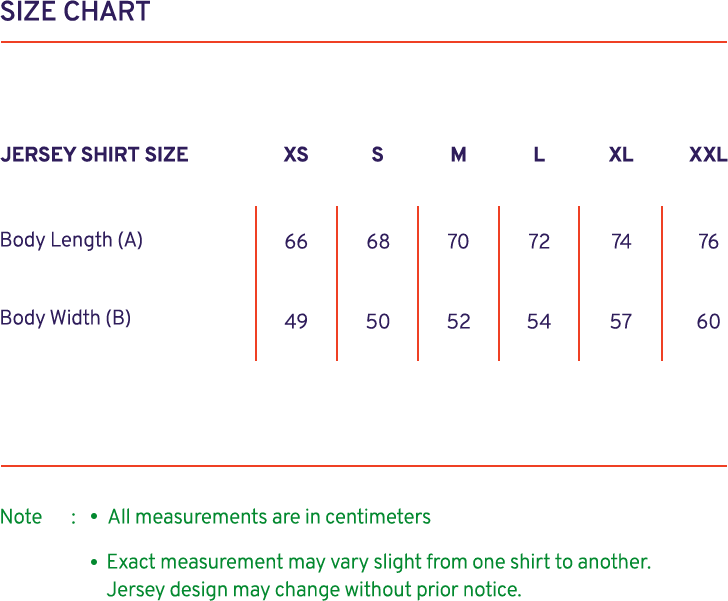 SIZE CHART
JERSEY SHIRT SIZE XS S M L XL XXL
Body Length (A) 66 68 70 72 74 76
Body Width (B) 49 50 52 54 57 60
Note : • All measurements are in centimeters
• Exact measurement may vary slight from one shirt to another.
Jersey design may change without prior notice.